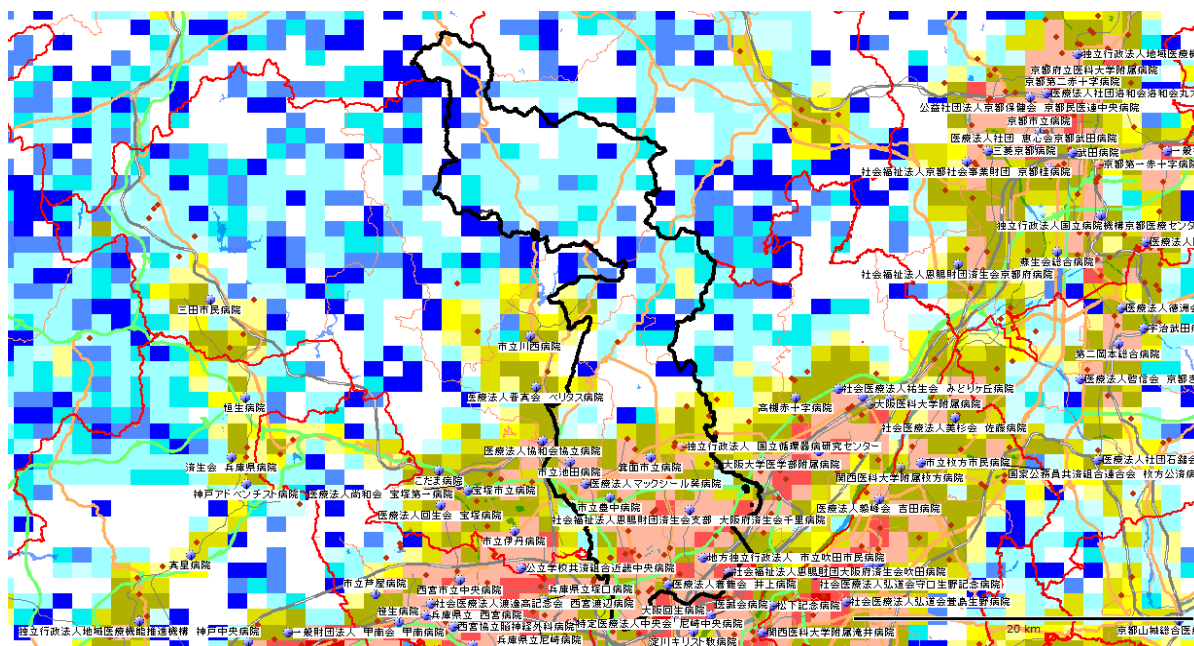 独立行政法人地域医療機
京都府立医科大学附属病院
京都第二赤十字病院
医療法人社団洛和会洛和会丸太
公益社団法人京都保健会 京都民医連中央病院
京都市立病院
医療法人社団 恵心会京都武田病院
三菱京都病院
武田病院
一般社
京都第一赤十字病院
社会福祉法人京都社会事業財団 京都桂病院
独立行政法人国立病院機構京都医療センター
医療法人
蘇生会総合病院
社会福祉法人恩賜財団済生会京都府病院
三田市民病院
医療法人徳洲会
宇治武田病
市立川西病院
第二岡本総合病院
医療法人啓信会 京都き
社会医療法人祐生会 みどりヶ丘病院
医療法人晋真会 ベリタス病院
恒生病院
高槻赤十字病院
大阪医科大学附属病院
社会医療法人美杉会 佐藤病院
医療法人協和会協立病院
独立行政法人 国立循環器病研究センター
済生会 兵庫県病院
市立池田病院
箕面市立病院
大阪大学医学部附属病院
市立枚方市民病院
医療法人社団石鎚会
国家公務員共済組合連合会 枚方公済病
こだま病院
関西医科大学附属枚方病院
神戸アドベンチスト病院
医療法人尚和会 宝塚第一病院
宝塚市立病院
医療法人マックシール巽病院
市立豊中病院
医療法人回生会 宝塚病院
社会福祉法人恩賜財団済生会支部 大阪府済生会千里病院
医療法人毅峰会 吉田病院
市立伊丹病院
真星病院
公立学校共済組合近畿中央病院
地方独立行政法人 市立吹田市民病院
社会福祉法人恩賜財団大阪府済生会吹田病院
市立芦屋病院
西宮市立中央病院
兵庫県立塚口病院
医療法人蒼龍会 井上病院
社会医療法人弘道会守口生野記念病院
笹生病院
社会医療法人渡邊高記念会 西宮渡辺病院
大阪回生病院
医誠会病院
松下記念病院
社会医療法人弘道会萱島生野病院
兵庫県立 西宮病院
特定医療法人中央会 尼崎中央病院
独立行政法人地域医療機能推進機構 神戸中央病院
一般財団法人 甲南会 甲南病院
西宮協立脳神経外科病院
関西医科大学附属滝井病院
20 km
京都山城総合医療
兵庫県立尼崎病院
淀川キリスト教病院